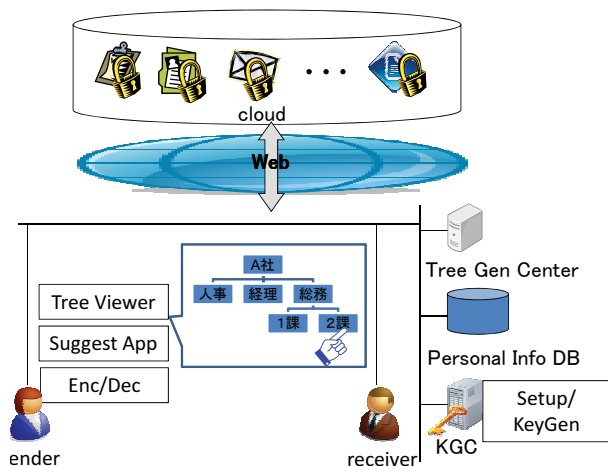 ・・・
cloud
Web
A社
人事 経理 総務
1課 2課
Tree Viewer
Suggest App
Enc/Dec
ender
receiver
Tree Gen Center
Personal Info DB
KGC
Setup/
KeyGen